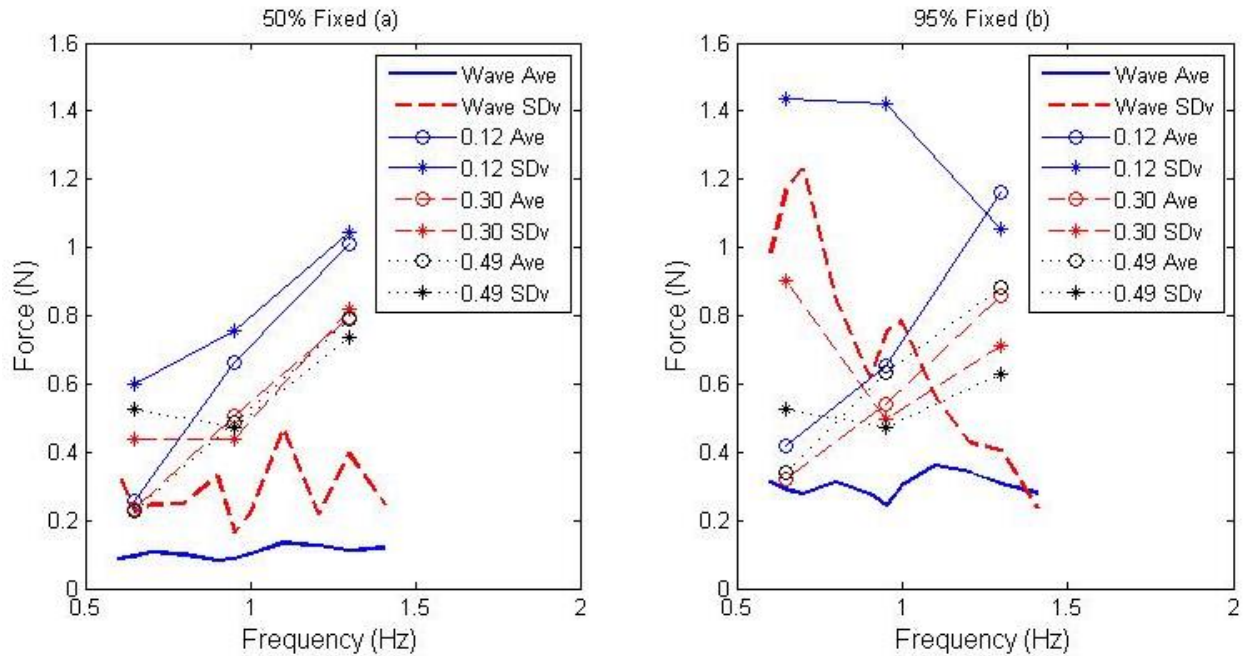 50% Fixed (a)
1.6
1.4
1.2
1
0.8
0.6
0.4
0.2
0
Force (N)
Wave Ave
Wave SDv
0.12 Ave
0.12 SDv
0.30 Ave
0.30 SDv
0.49 Ave
0.49 SDv
0.5
1
1.5
2
Frequency (Hz)
95% Fixed (b)
1.6
1.4
1.2
1
0.8
0.6
0.4
0.2
0
Force (N)
Wave Ave
Wave SDv
0.12 Ave
0.12 SDv
0.30 Ave
0.30 SDv
0.49 Ave
0.49 SDv
0.5
1
1.5
2
Frequency (Hz)